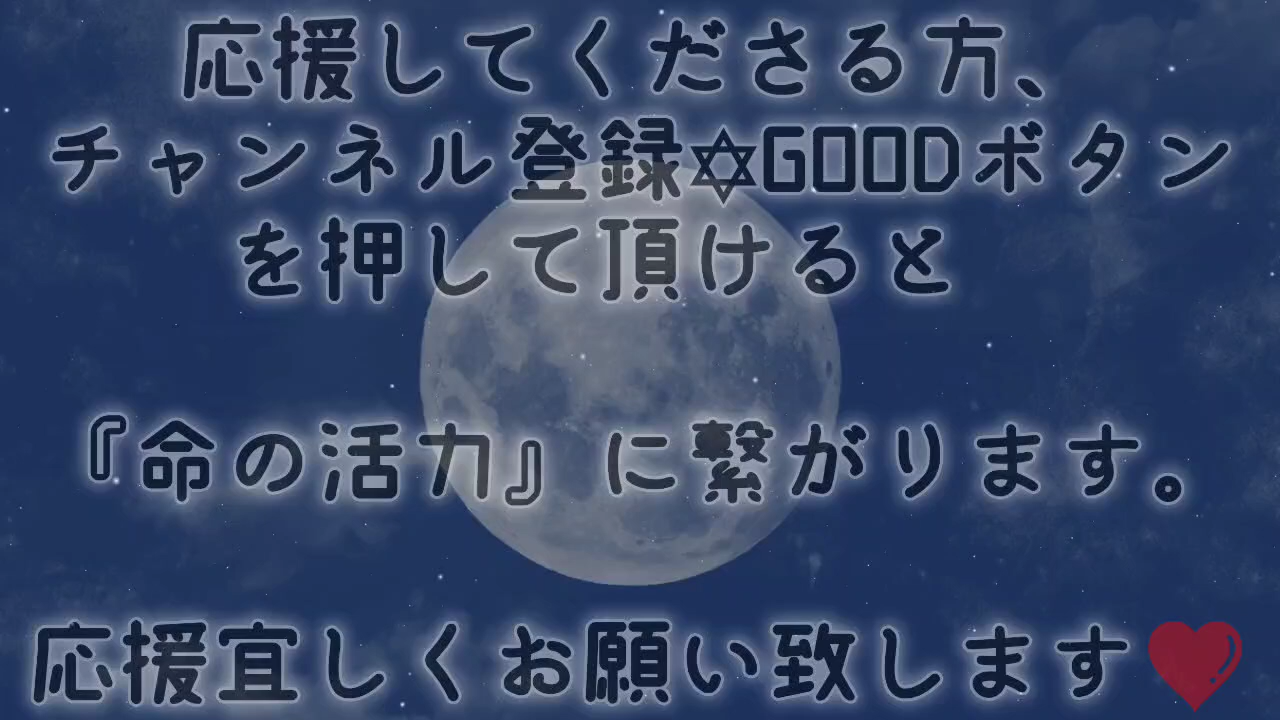 応援してくださる方、
チャンネル登録✡GOODボタン
を押して頂けると
『命の活力』に繋がります。
応援宜しくお願い致します❤